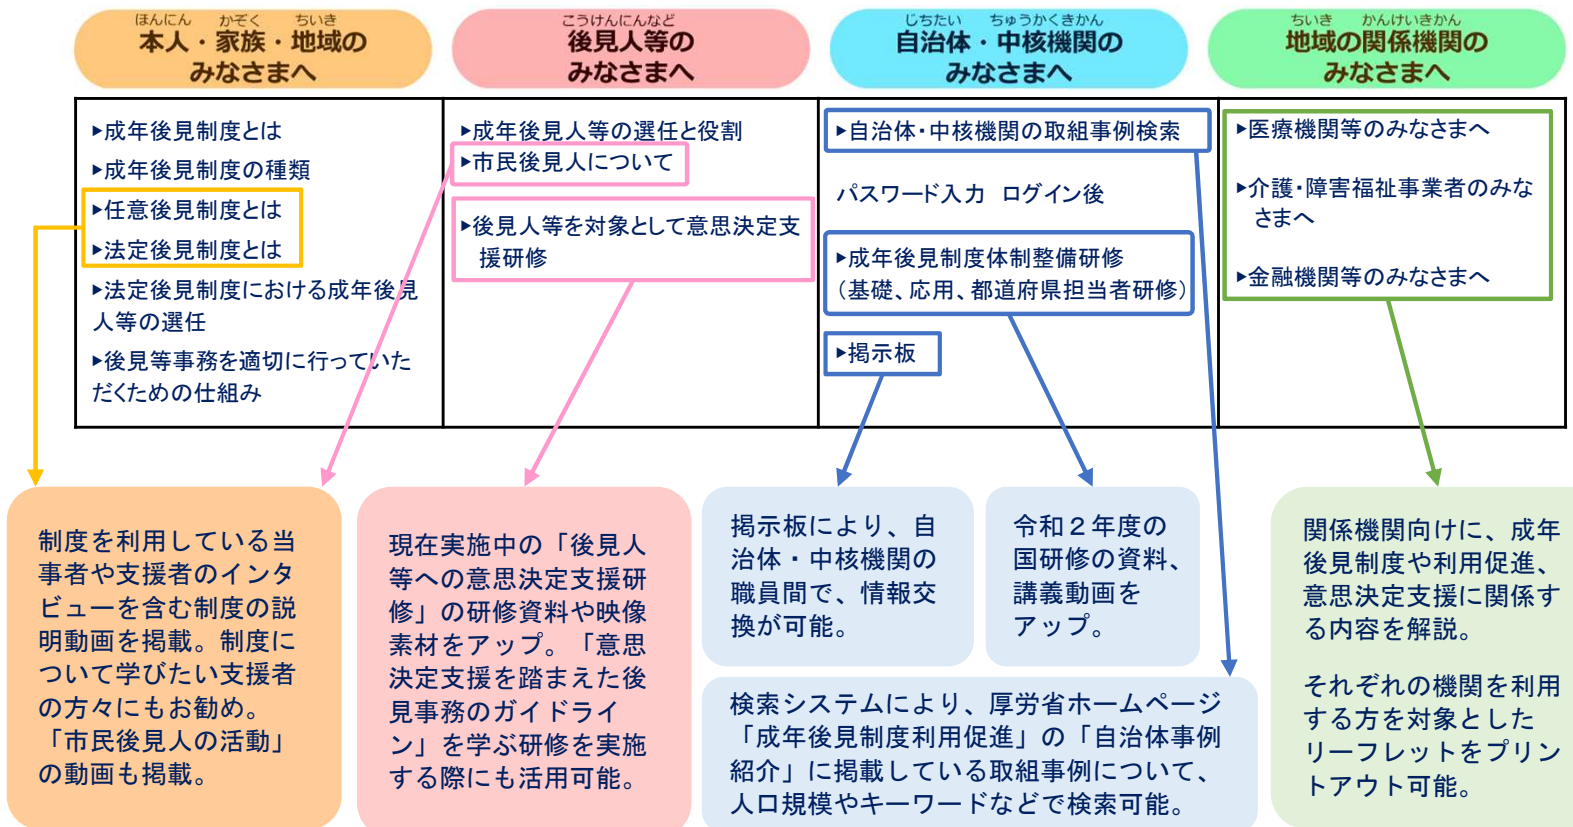 ほんにん かぞく ちいき
本人・家族・地域の
みなさまへ
こうけんにんなど
後見人等の
みなさまへ
じちたい ちゅうかくきかん
自治体・中核機関の
みなさまへ
ちいき かんけいきかん
地域の関係機関の
みなさまへ
▸成年後見制度とは
▸成年後見制度の種類
▸任意後見制度とは
▸法定後見制度とは
▸法定後見制度における成年後見
人等の選任
▸後見等事務を適切に行っていた
だくための仕組み
▸成年後見人等の選任と役割
▸市民後見人について
▸後見人等を対象として意思決定支
援研修
▸自治体・中核機関の取組事例検索
パスワード入力 ログイン後
▸成年後見制度体制整備研修
（基礎、応用、都道府県担当者研修）
▸掲示板
▸医療機関等のみなさまへ
▸介護・障害福祉事業者のみな
さまへ
▸金融機関等のみなさまへ
制度を利用している当
事者や支援者のインタ
ビューを含む制度の説
明動画を掲載。制度に
ついて学びたい支援者
の方々にもお勧め。
「市民後見人の活動」
の動画も掲載。
現在実施中の「後見人
等への意思決定支援研
修」の研修資料や映像
素材をアップ。「意思
決定支援を踏まえた後
見事務のガイドライ
ン」を学ぶ研修を実施
する際にも活用可能。
掲示板により、自
治体・中核機関の
職員間で、情報交
換が可能。
令和２年度の
国研修の資料、
講義動画を
アップ。
検索システムにより、厚労省ホームページ
「成年後見制度利用促進」の「自治体事例
紹介」に掲載している取組事例について、
人口規模やキーワードなどで検索可能。
関係機関向けに、成年
後見制度や利用促進、
意思決定支援に関係す
る内容を解説。
それぞれの機関を利用
する方を対象とした
リーフレットをプリン
トアウト可能。